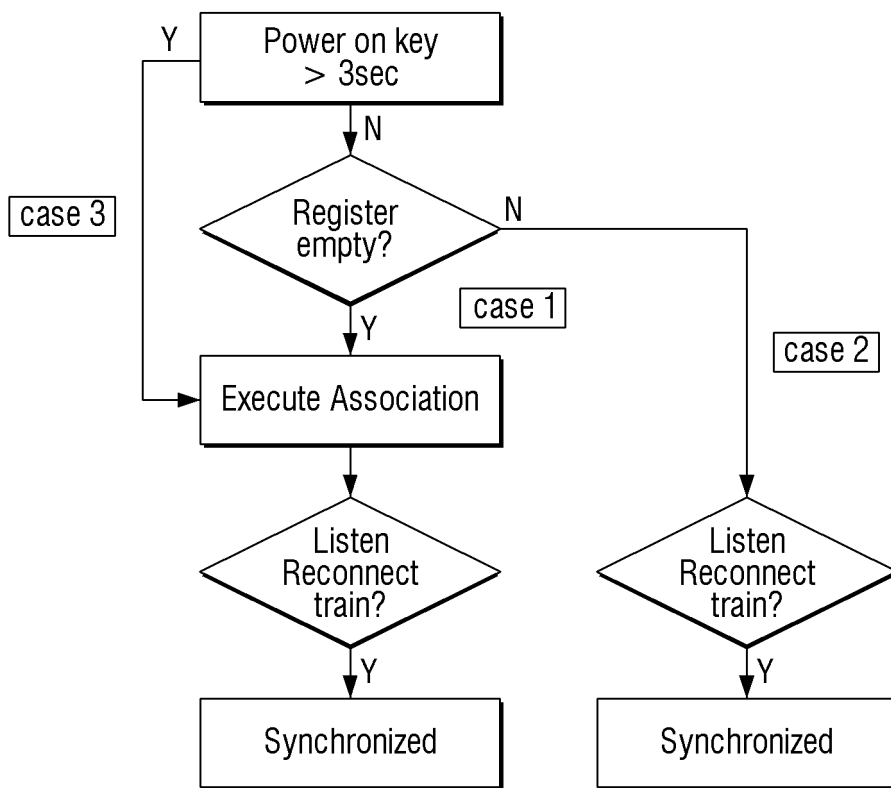 Y
Power on key
> 3sec
N
case 3
Register
empty?
N
case 1
Y
case 2
Execute Association
Listen
Reconnect
train?
Listen
Reconnect
train?
Y
Y
Synchronized
Synchronized